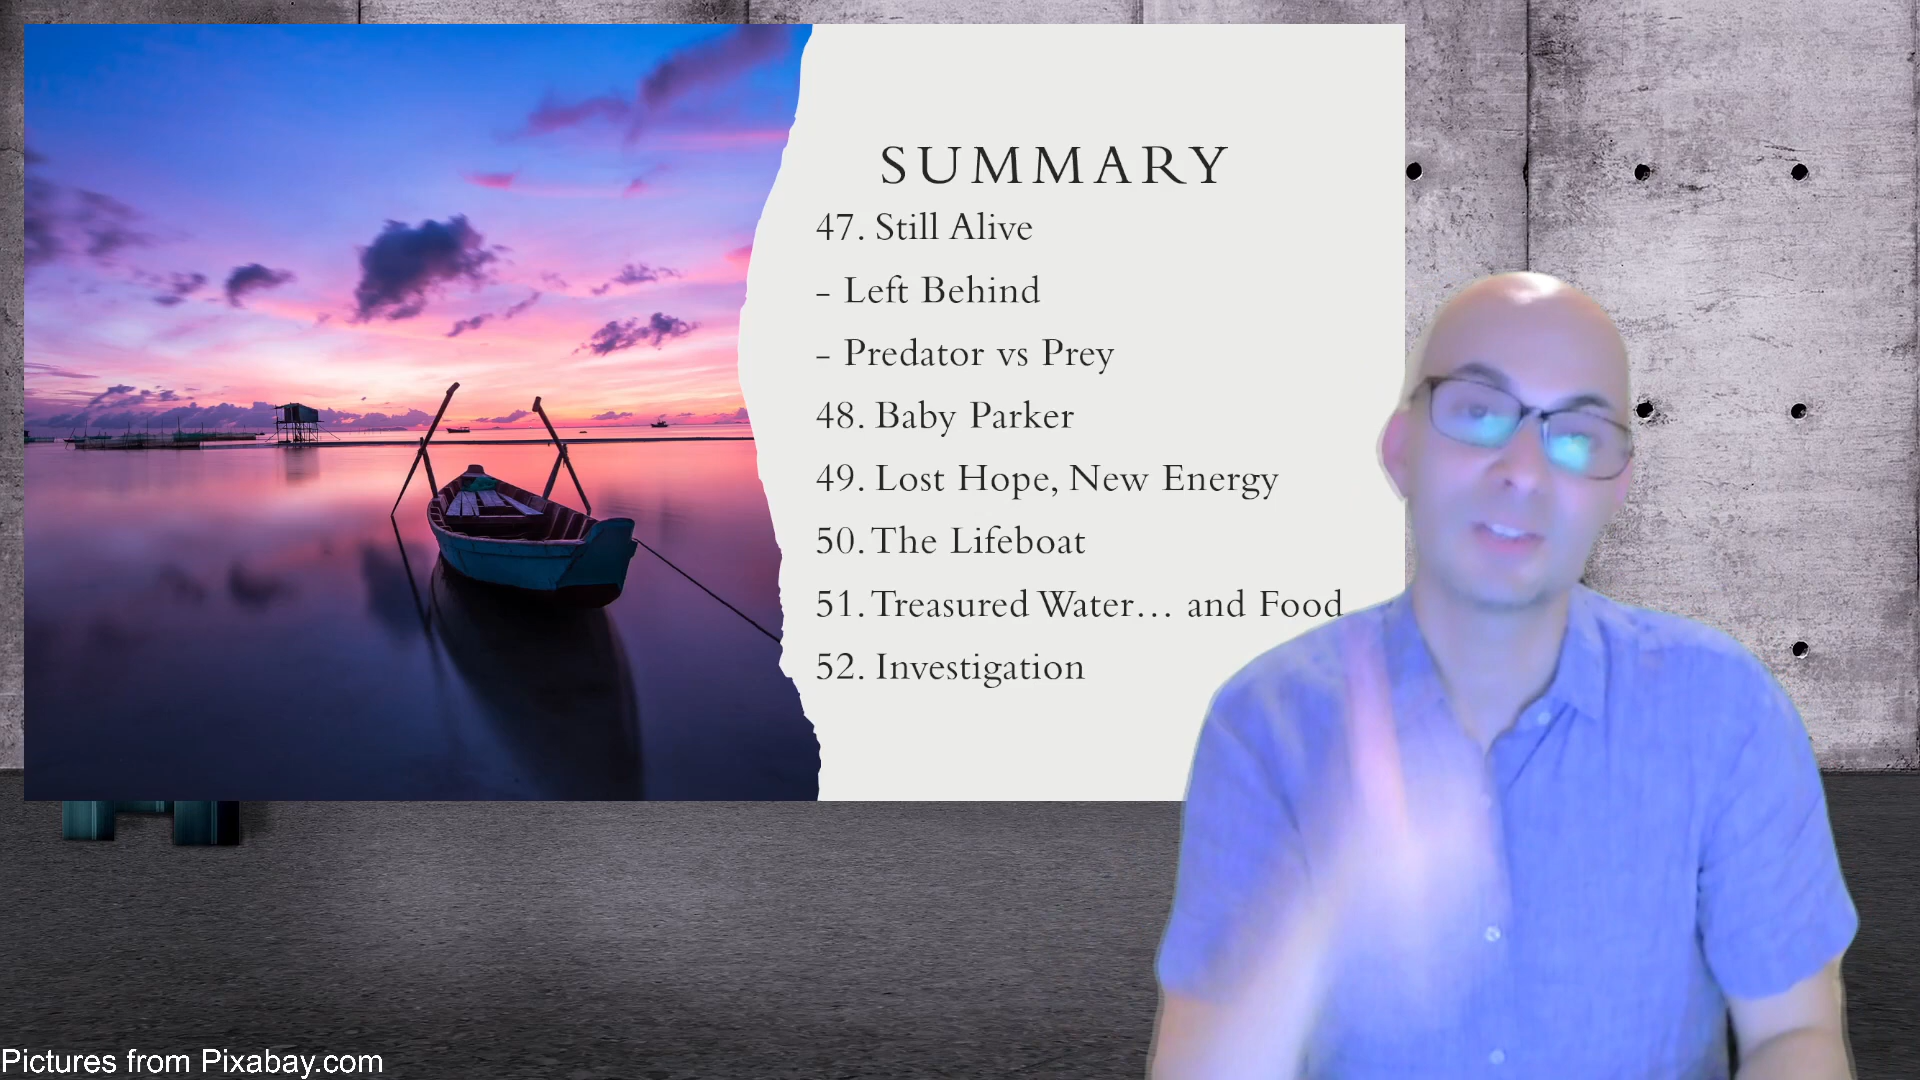 SUMMARY
47. Still Alive
- Left Behind
- Predator vs Prey
48. Baby Parker
49. Lost Hope, New Energy
50. The Lifeboat
51. Treasured Water... and Food
52. Investigation
Pictures from Pixabay.com